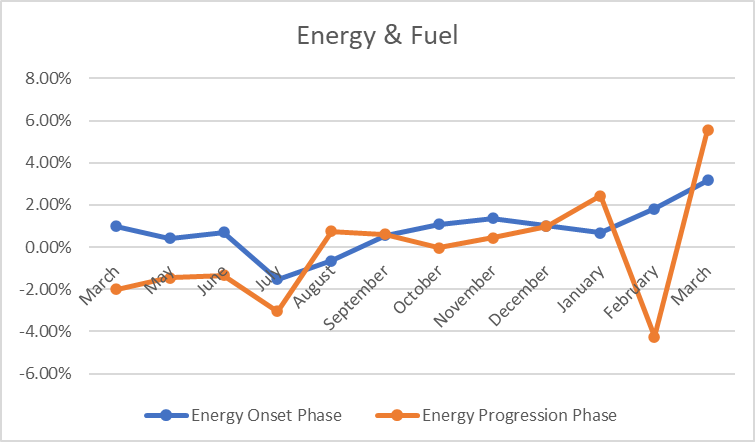 Energy & Fuel
8.00%
6.00%
4.00%
2.00%
0.00%
-2.00%
-4.00%
-6.00%
March
May
June
July
August
September
October
November
December
January
February
March
Energy Onset Phase
Energy Progression Phase